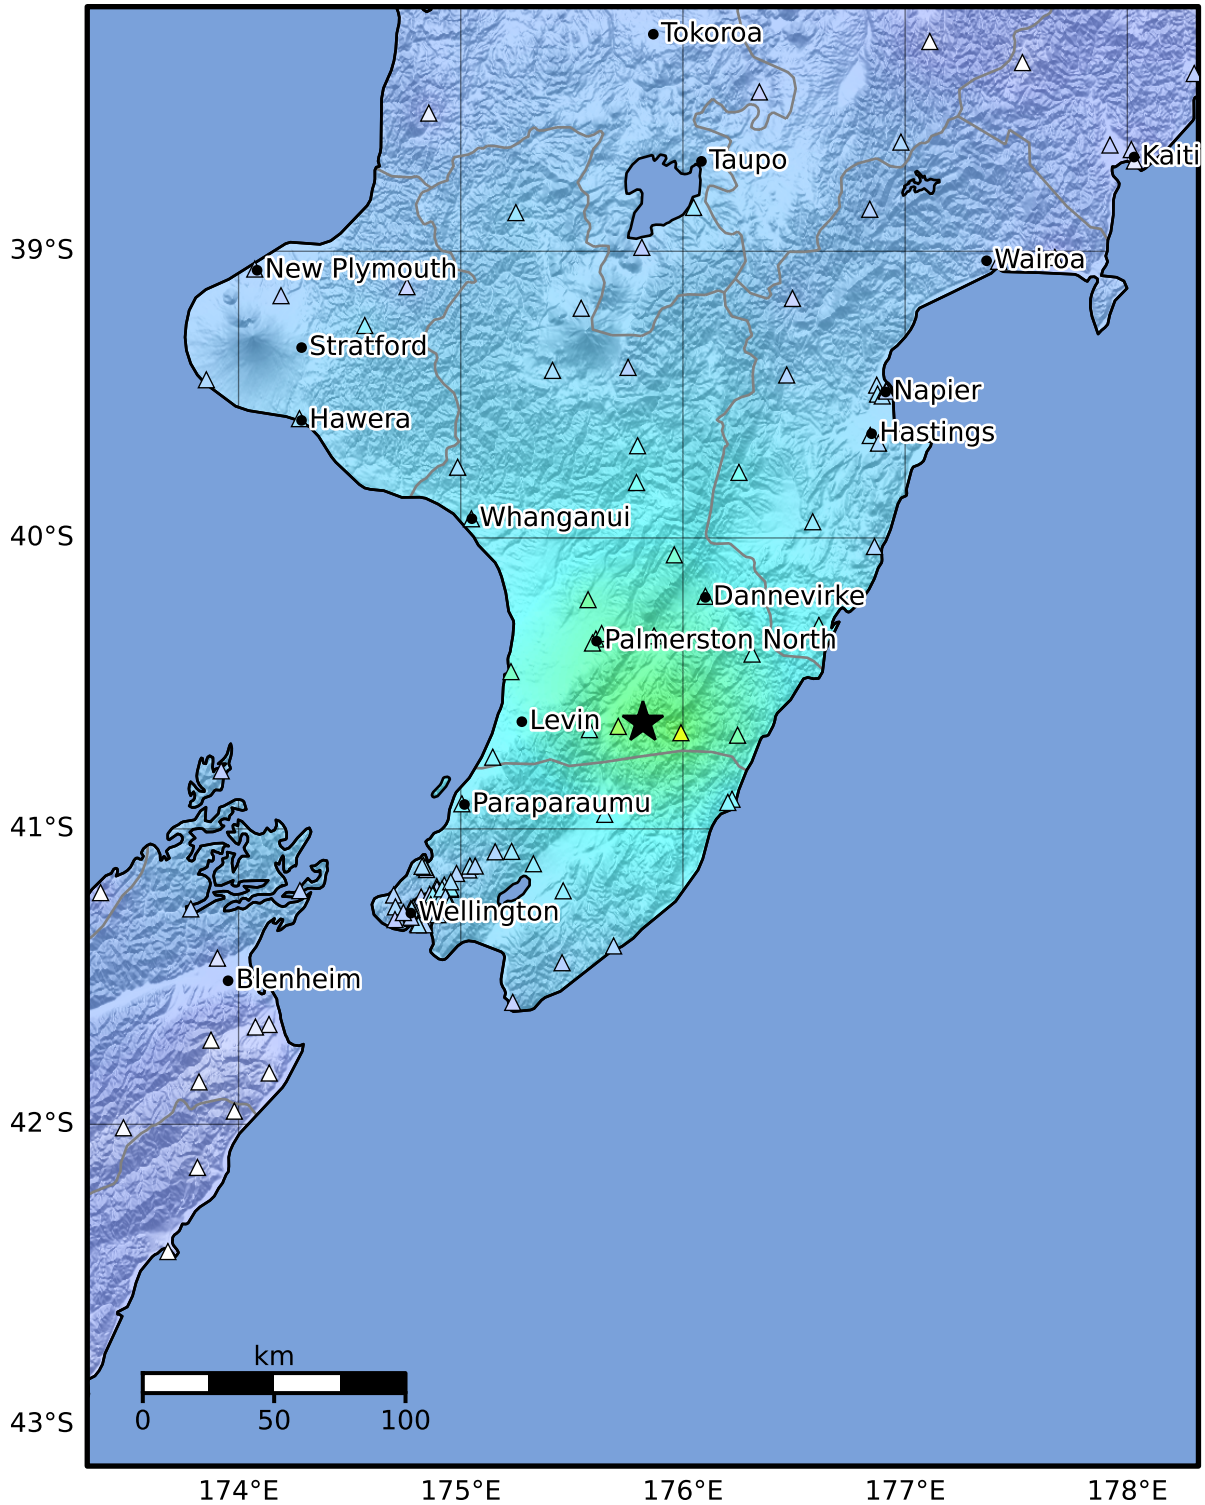 Tokoroa
Taupo
Kaiti
39°S
Wairoa
New Plymouth
Stratford
Napier
Hawera
Hastings
Whanganui
40°S
Dannevirke
Palmerston North
Levin
Paraparaumu
41°S
Wellington
Blenheim
42°S
km
0 50 100
43°S
174°E 175°E 176°E 177°E 178°E